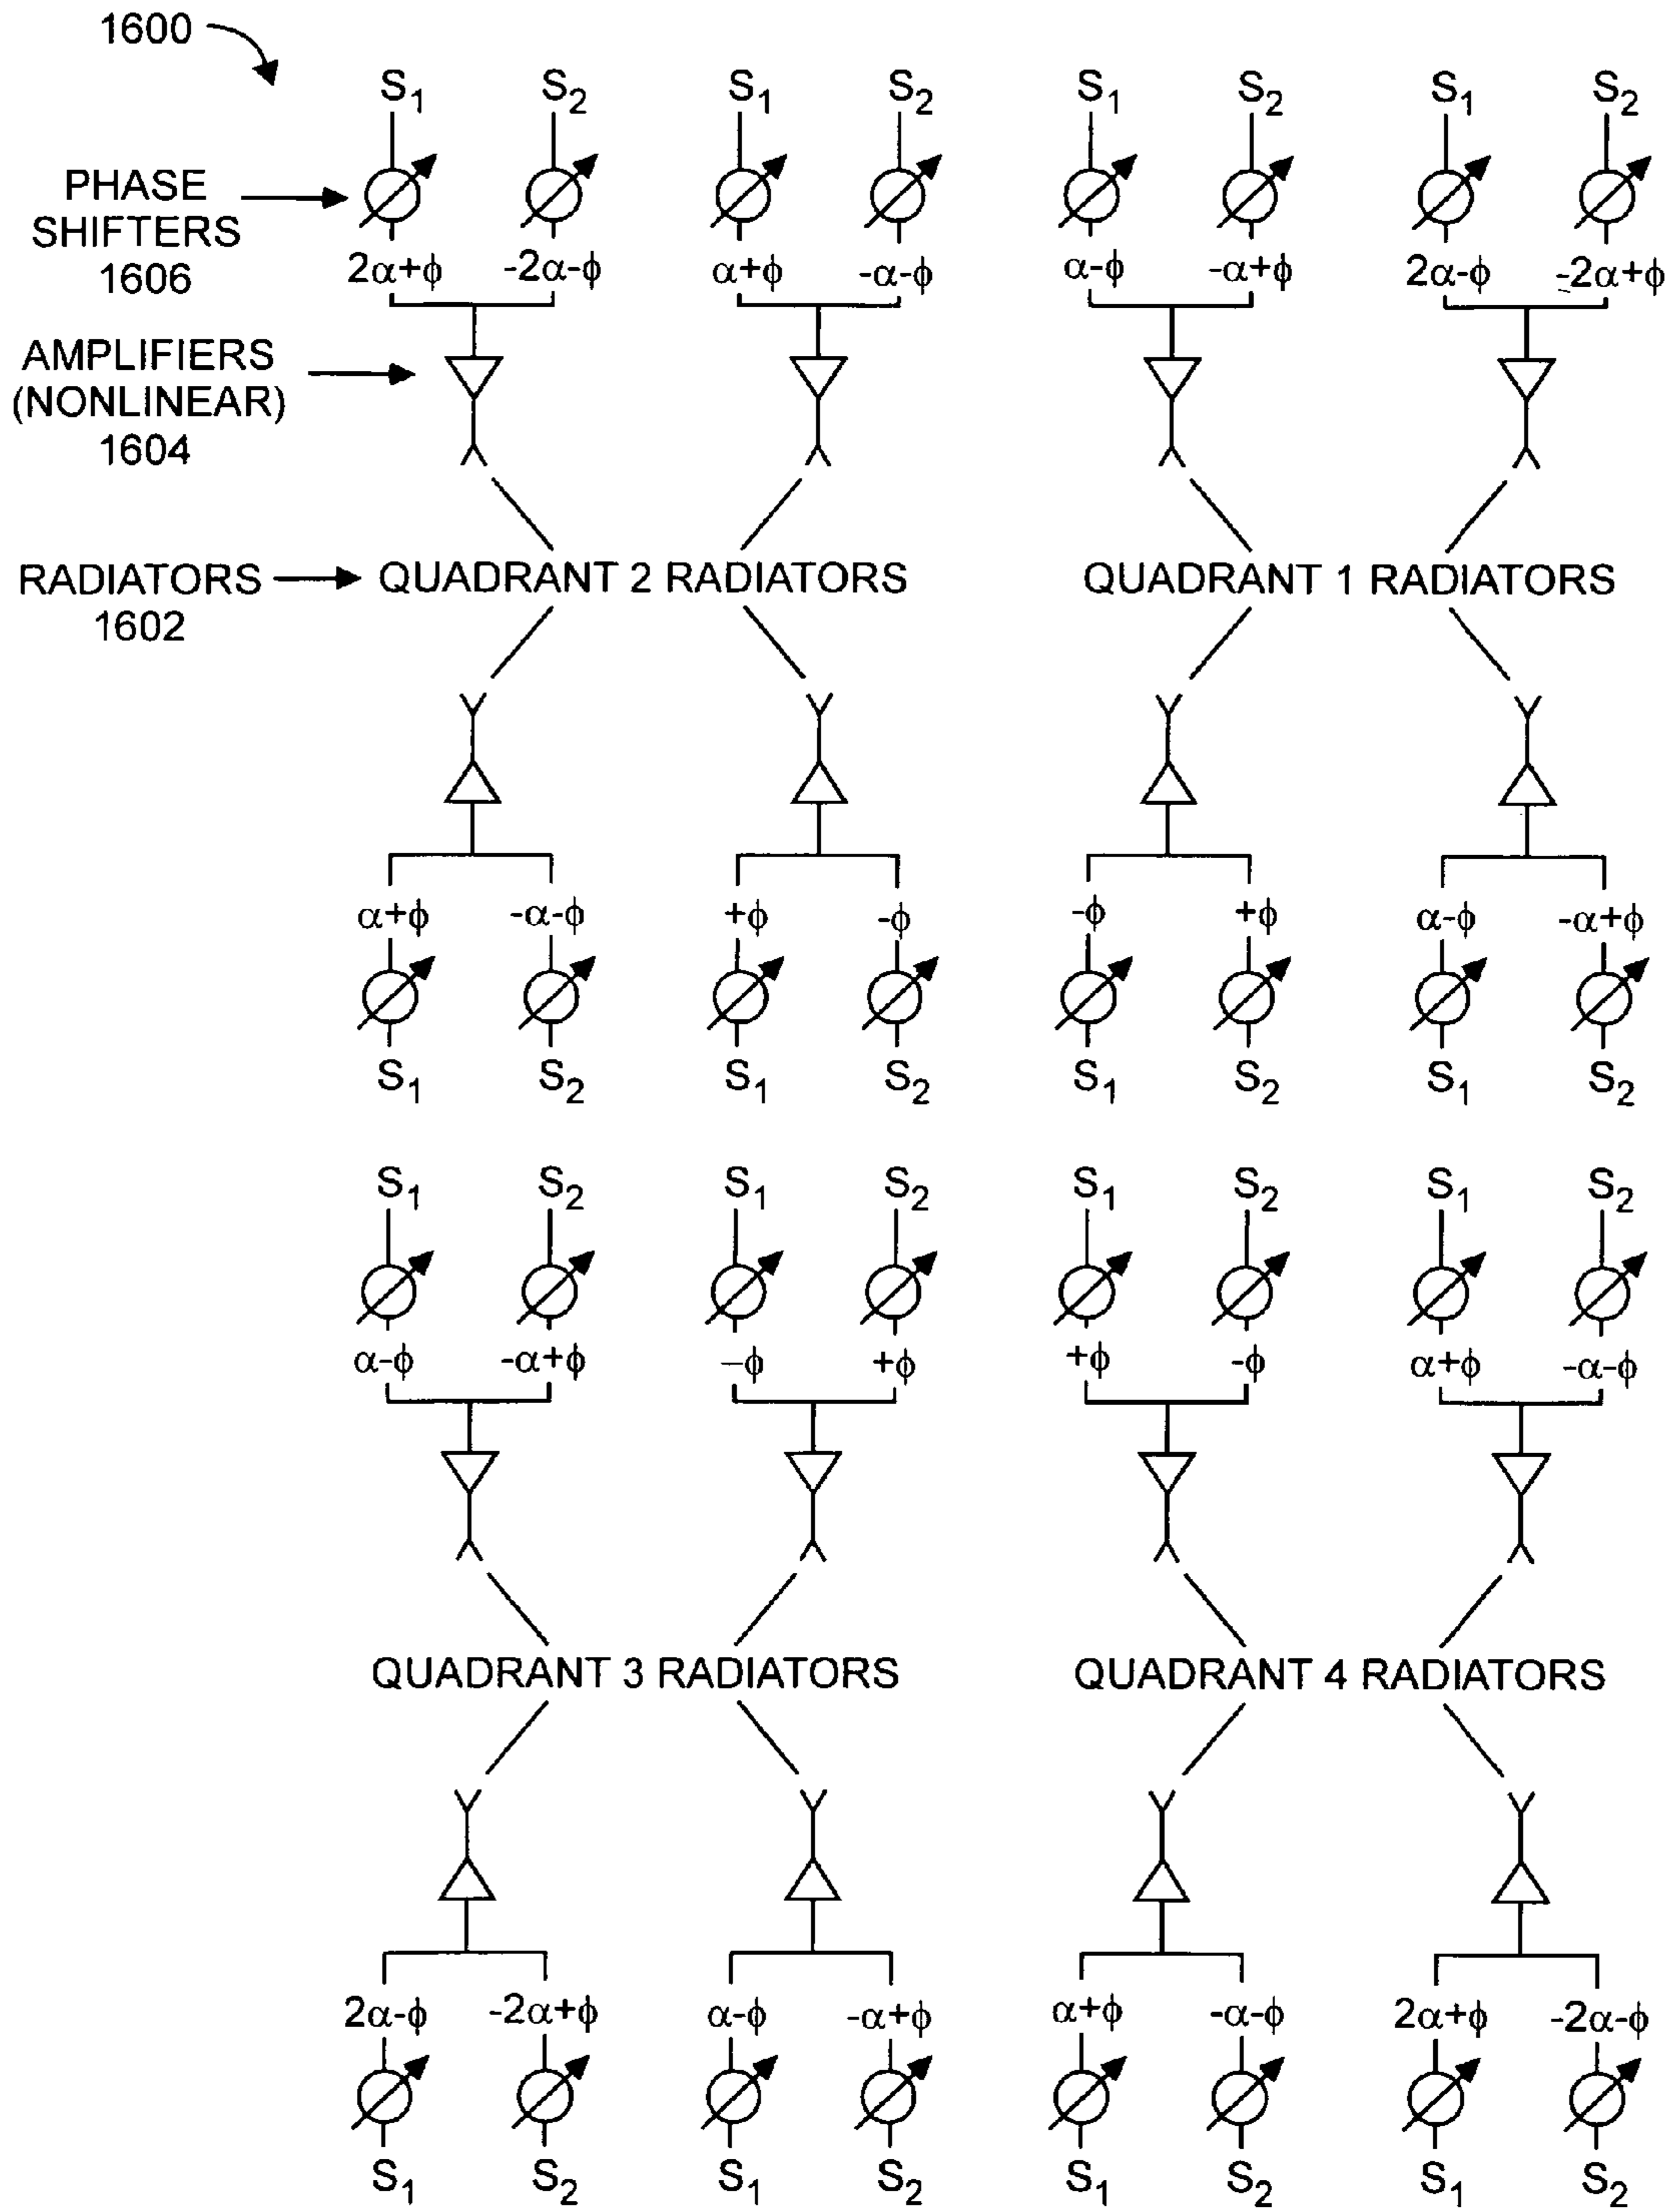 1600
S1 S2 S1 S2 S1 S2 S1 S2
PHASE
SHIFTERS
1606
2α+ϕ -2α-ϕ α+ϕ -α-ϕ α-ϕ -α+ϕ 2α-ϕ -2α+ϕ
AMPLIFIERS
(NONLINEAR)
1604
RADIATORS
1602
QUADRANT 2 RADIATORS QUADRANT 1 RADIATORS
α+ϕ -α-ϕ +ϕ -ϕ -ϕ +ϕ α-ϕ -α+ϕ
S1 S2 S1 S2 S1 S2 S1 S2
S1 S2 S1 S2 S1 S2 S1 S2
α-ϕ -α+ϕ -ϕ +ϕ +ϕ -ϕ α+ϕ -α-ϕ
QUADRANT 3 RADIATORS QUADRANT 4 RADIATORS
2α-ϕ -2α+ϕ α-ϕ -α+ϕ α+ϕ -α-ϕ 2α+ϕ -2α-ϕ
S1 S2 S1 S2 S1 S2 S1 S2